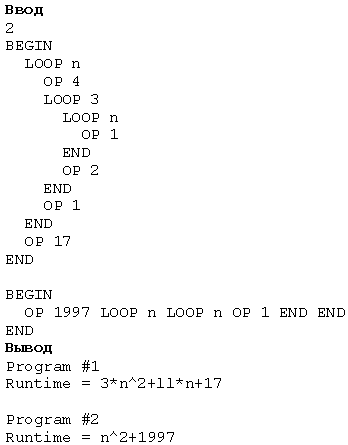 Ввод
2
BEGIN
  LOOP n
    OP 4
    LOOP 3
      LOOP n
        OP 1
      END
      OP 2
    END
    OP 1
  END
  OP 17
END

BEGIN
  OP 1997 LOOP n LOOP n OP 1 END END
END
Вывод
Program #1
Runtime = 3*n^2+11*n+17

Program #2
Runtime = n^2+1997